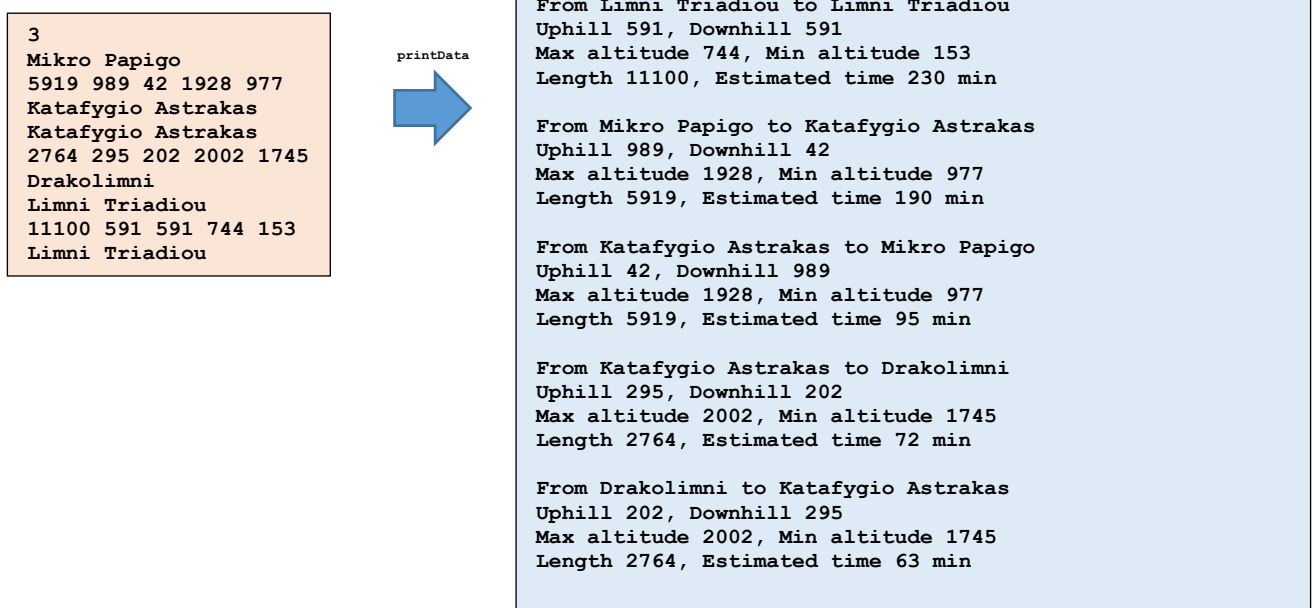 3
Mikro Papigo
5919 989 42 1928 977
Katafygio Astrakas
Katafygio Astrakas
2764 295 202 2002 1745
Drakolimni
Limni Triadiou
11100 591 591 744 153
Limni Triadiou
printData
From Limni Triadiou to Limni Triadiou
Uphill 591, Downhill 591
Max altitude 744, Min altitude 153
Length 11100, Estimated time 230 min
From Mikro Papigo to Katafygio Astrakas
Uphill 989, Downhill 42
Max altitude 1928, Min altitude 977
Length 5919, Estimated time 190 min
From Katafygio Astrakas to Mikro Papigo
Uphill 42, Downhill 989
Max altitude 1928, Min altitude 977
Length 5919, Estimated time 95 min
From Katafygio Astrakas to Drakolimni
Uphill 295, Downhill 202
Max altitude 2002, Min altitude 1745
Length 2764, Estimated time 72 min
From Drakolimni to Katafygio Astrakas
Uphill 202, Downhill 295
Max altitude 2002, Min altitude 1745
Length 2764, Estimated time 63 min